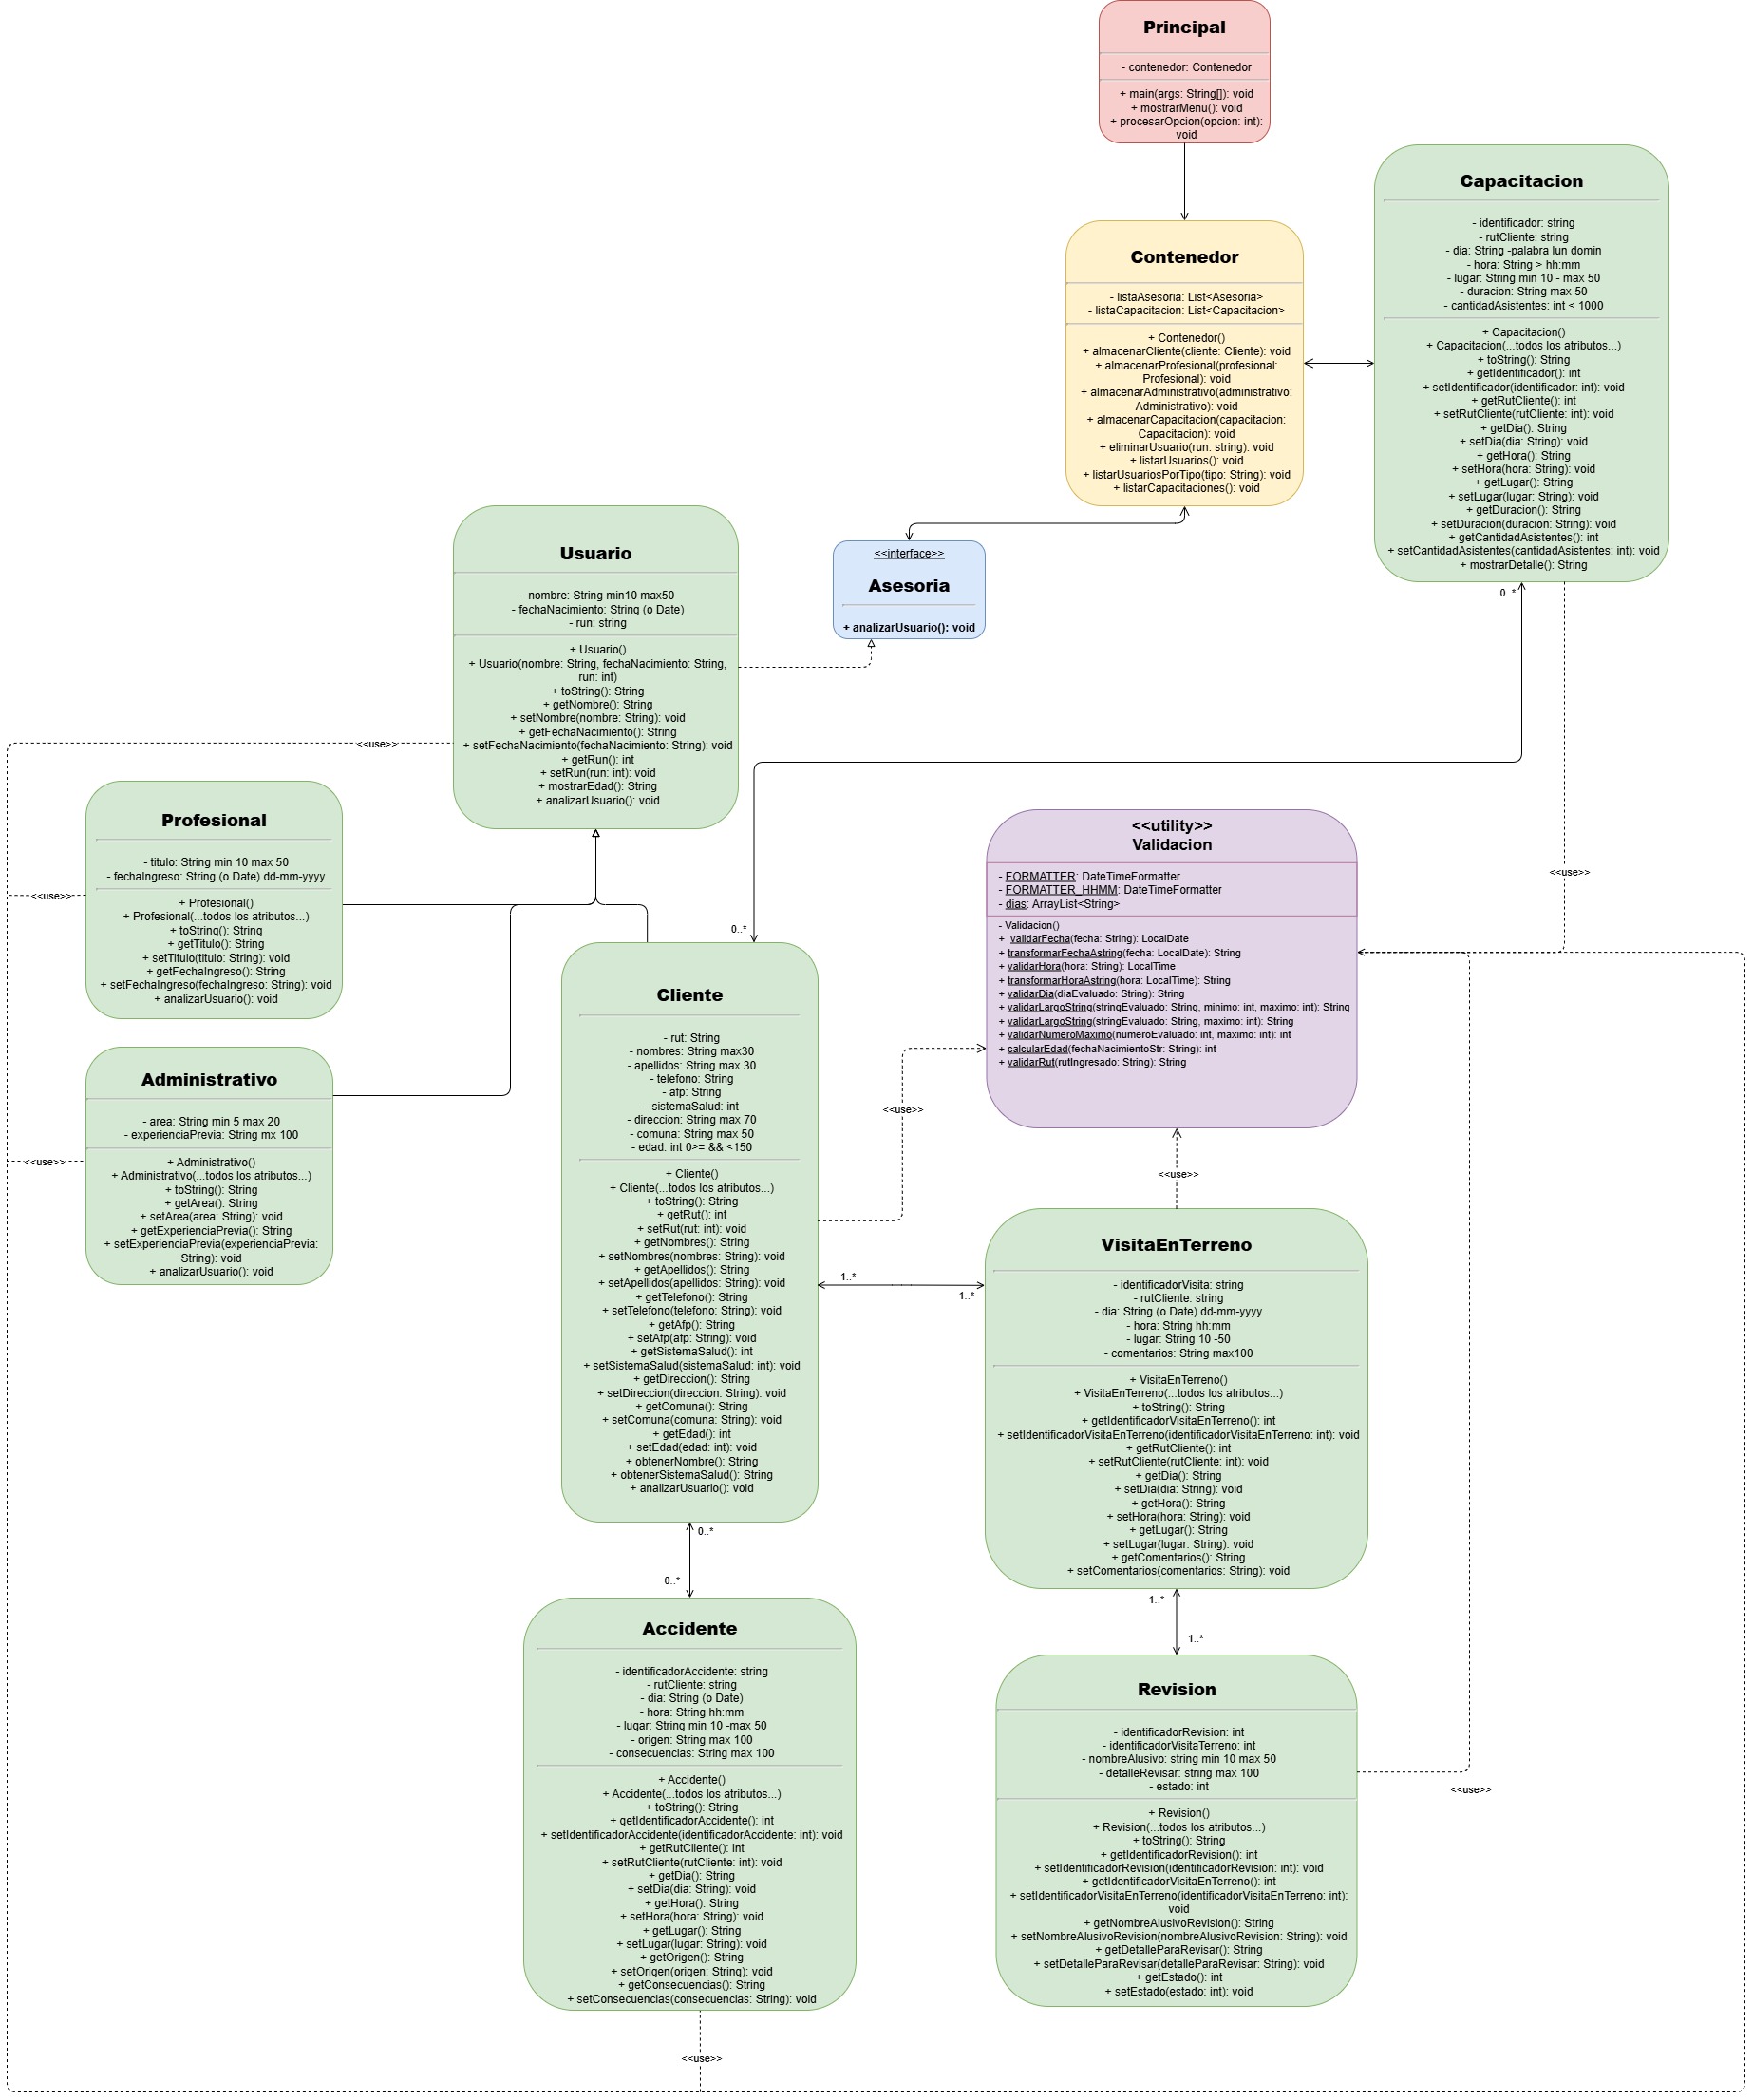 Principal
- contenedor: Contenedor
+ main(args: String[]): void
+ mostrarMenu(): void
+ procesarOpcion(opcion: int):
void
Capacitacion
- identificador: string
- rutCliente: string
- dia: String -palabra lun domin
- hora: String > hh:mm
- lugar: String min 10 - max 50
- duracion: String max 50
- cantidadAsistentes: int < 1000
+ Capacitacion()
+ Capacitacion(...todos los atributos...)
+ toString(): String
+ getIdentificador(): int
+ setIdentificador(identificador: int): void
+ getRutCliente(): int
+ setRutCliente(rutCliente: int): void
+ getDia(): String
+ setDia(dia: String): void
+ getHora(): String
+ setHora(hora: String): void
+ getLugar(): String
+ setLugar(lugar: String): void
+ getDuracion(): String
+ setDuracion(duracion: String): void
+ getCantidadAsistentes(): int
+ setCantidadAsistentes(cantidadAsistentes: int): void
+ mostrarDetalle(): String
Contenedor
- listaAsesoria: List<Asesoria>
- listaCapacitacion: List<Capacitacion>
+ Contenedor()
+ almacenarCliente(cliente: Cliente): void
+ almacenarProfesional(profesional:
Profesional): void
+ almacenarAdministrativo(administrativo:
Administrativo): void
+ almacenarCapacitacion(capacitacion:
Capacitacion): void
+ eliminarUsuario(run: string): void
+ listarUsuarios(): void
+ listarUsuariosPorTipo(tipo: String): void
+ listarCapacitaciones(): void
<<interface>>
Asesoria
+ analizarUsuario(): void
Usuario
- nombre: String min10 max50
- fechaNacimiento: String (o Date)
- run: string
+ Usuario()
+ Usuario(nombre: String, fechaNacimiento: String,
run: int)
+ toString(): String
+ getNombre(): String
+ setNombre(nombre: String): void
+ getFechaNacimiento(): String
+ setFechaNacimiento(fechaNacimiento: String): void
+ getRun(): int
+ setRun(run: int): void
+ mostrarEdad(): String
+ analizarUsuario(): void
0..*
<<use>>
Profesional
- titulo: String min 10 max 50
- fechaIngreso: String (o Date) dd-mm-yyyy
+ Profesional()
+ Profesional(...todos los atributos...)
+ toString(): String
+ getTitulo(): String
+ setTitulo(titulo: String): void
+ getFechaIngreso(): String
+ setFechaIngreso(fechaIngreso: String): void
+ analizarUsuario(): void
<<use>>
<<utility>>
Validacion
- FORMATTER: DateTimeFormatter
- FORMATTER_HHMM: DateTimeFormatter
- dias: ArrayList<String>
- Validacion()
+ validarFecha(fecha: String): LocalDate
+ transformarFechaAstring(fecha: LocalDate): String
+ validarHora(hora: String): LocalTime
+ transformarHoraAstring(hora: LocalTime): String
+ validarDia(diaEvaluado: String): String
+ validarLargoString(stringEvaluado: String, minimo: int, maximo: int): String
+ validarLargoString(stringEvaluado: String, maximo: int): String
+ validarNumeroMaximo(numeroEvaluado: int, maximo: int): int
+ calcularEdad(fechaNacimientoStr: String): int
+ validarRut(rutIngresado: String): String
<<use>>
0..*
Administrativo
- area: String min 5 max 20
- experienciaPrevia: String mx 100
+ Administrativo()
+ Administrativo(...todos los atributos...)
+ toString(): String
+ getArea(): String
+ setArea(area: String): void
+ getExperienciaPrevia(): String
+ setExperienciaPrevia(experienciaPrevia:
String): void
+ analizarUsuario(): void
<<use>>
Cliente
- rut: String
- nombres: String max30
- apellidos: String max 30
- telefono: String
- afp: String
- sistemaSalud: int
- direccion: String max 70
- comuna: String max 50
- edad: int 0>= && <150
+ Cliente()
+ Cliente(...todos los atributos...)
+ toString(): String
+ getRut(): int
+ setRut(rut: int): void
+ getNombres(): String
+ setNombres(nombres: String): void
+ getApellidos(): String
+ setApellidos(apellidos: String): void
+ getTelefono(): String
+ setTelefono(telefono: String): void
+ getAfp(): String
+ setAfp(afp: String): void
+ getSistemaSalud(): int
+ setSistemaSalud(sistemaSalud: int): void
+ getDireccion(): String
+ setDireccion(direccion: String): void
+ getComuna(): String
+ setComuna(comuna: String): void
+ getEdad(): int
+ setEdad(edad: int): void
+ obtenerNombre(): String
+ obtenerSistemaSalud(): String
+ analizarUsuario(): void
<<use>>
<<use>>
1..*
1..*
VisitaEnTerreno
- identificadorVisita: string
- rutCliente: string
- dia: String (o Date) dd-mm-yyyy
- hora: String hh:mm
- lugar: String 10 -50
- comentarios: String max100
+ VisitaEnTerreno()
+ VisitaEnTerreno(...todos los atributos...)
+ toString(): String
+ getIdentificadorVisitaEnTerreno(): int
+ setIdentificadorVisitaEnTerreno(identificadorVisitaEnTerreno: int): void
+ getRutCliente(): int
+ setRutCliente(rutCliente: int): void
+ getDia(): String
+ setDia(dia: String): void
+ getHora(): String
+ setHora(hora: String): void
+ getLugar(): String
+ setLugar(lugar: String): void
+ getComentarios(): String
+ setComentarios(comentarios: String): void
0..*
0..*
1..*
1..*
Accidente
- identificadorAccidente: string
- rutCliente: string
- dia: String (o Date)
- hora: String hh:mm
- lugar: String min 10 -max 50
- origen: String max 100
- consecuencias: String max 100
+ Accidente()
+ Accidente(...todos los atributos...)
+ toString(): String
+ getIdentificadorAccidente(): int
+ setIdentificadorAccidente(identificadorAccidente: int): void
+ getRutCliente(): int
+ setRutCliente(rutCliente: int): void
+ getDia(): String
+ setDia(dia: String): void
+ getHora(): String
+ setHora(hora: String): void
+ getLugar(): String
+ setLugar(lugar: String): void
+ getOrigen(): String
+ setOrigen(origen: String): void
+ getConsecuencias(): String
+ setConsecuencias(consecuencias: String): void
Revision
- identificadorRevision: int
- identificadorVisitaTerreno: int
- nombreAlusivo: string min 10 max 50
- detalleRevisar: string max 100
- estado: int
+ Revision()
+ Revision(...todos los atributos...)
+ toString(): String
+ getIdentificadorRevision(): int
+ setIdentificadorRevision(identificadorRevision: int): void
+ getIdentificadorVisitaEnTerreno(): int
+ setIdentificadorVisitaEnTerreno(identificadorVisitaEnTerreno: int):
void
+ getNombreAlusivoRevision(): String
+ setNombreAlusivoRevision(nombreAlusivoRevision: String): void
+ getDetalleParaRevisar(): String
+ setDetalleParaRevisar(detalleParaRevisar: String): void
+ getEstado(): int
+ setEstado(estado: int): void
<<use>>
<<use>>